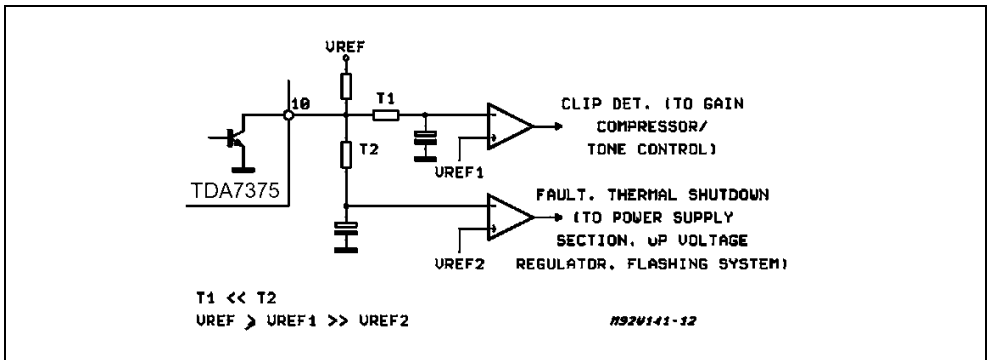 VREF
10
T1
CLIP DET. (TO GAIN
COMPRESSOR/
TONE CONTROL)
T2
VREF1
TDA7375
FAULT. THERMAL SHUTDOWN
(TO POWER SUPPLY
SECTION. uP VOLTAGE
REGULATOR. FLASHING SYSTEM)
VREF2
T1 << T2
VREF > VREF1 >> VREF2
M92W141-12